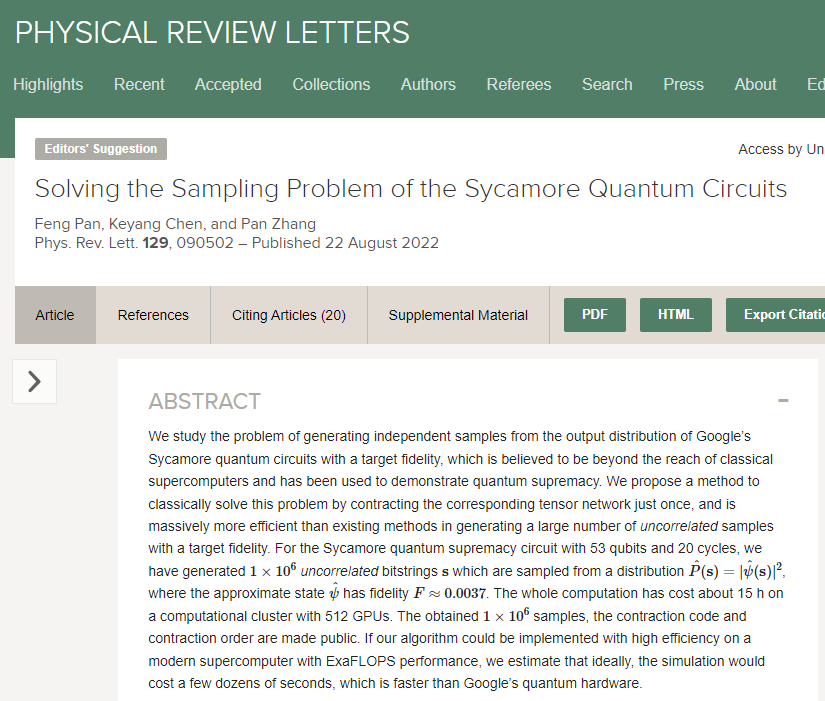 PHYSICAL REVIEW LETTERS
Highlights Recent Accepted Collections Authors Referees Search Press About Ed
Editors' Suggestion
Access by Un
Solving the Sampling Problem of the Sycamore Quantum Circuits
Feng Pan, Keyang Chen, and Pan Zhang
Phys. Rev. Lett. 129, 090502 – Published 22 August 2022
Article References Citing Articles (20) Supplemental Material PDF HTML Export Citatio
ABSTRACT
We study the problem of generating independent samples from the output distribution of Google's
Sycamore quantum circuits with a target fidelity, which is believed to be beyond the reach of classical
supercomputers and has been used to demonstrate quantum supremacy. We propose a method to
classically solve this problem by contracting the corresponding tensor network just once, and is
massively more efficient than existing methods in generating a large number of uncorrelated samples
with a target fidelity. For the Sycamore quantum supremacy circuit with 53 qubits and 20 cycles, we
have generated 1 × 10⁶ uncorrelated bitstrings s which are sampled from a distribution P̂(s) = |ψ̂(s)|²,
where the approximate state ψ̂ has fidelity F ≈ 0.0037. The whole computation has cost about 15 h on
a computational cluster with 512 GPUs. The obtained 1 × 10⁶ samples, the contraction code and
contraction order are made public. If our algorithm could be implemented with high efficiency on a
modern supercomputer with ExaFLOPS performance, we estimate that ideally, the simulation would
cost a few dozens of seconds, which is faster than Google's quantum hardware.